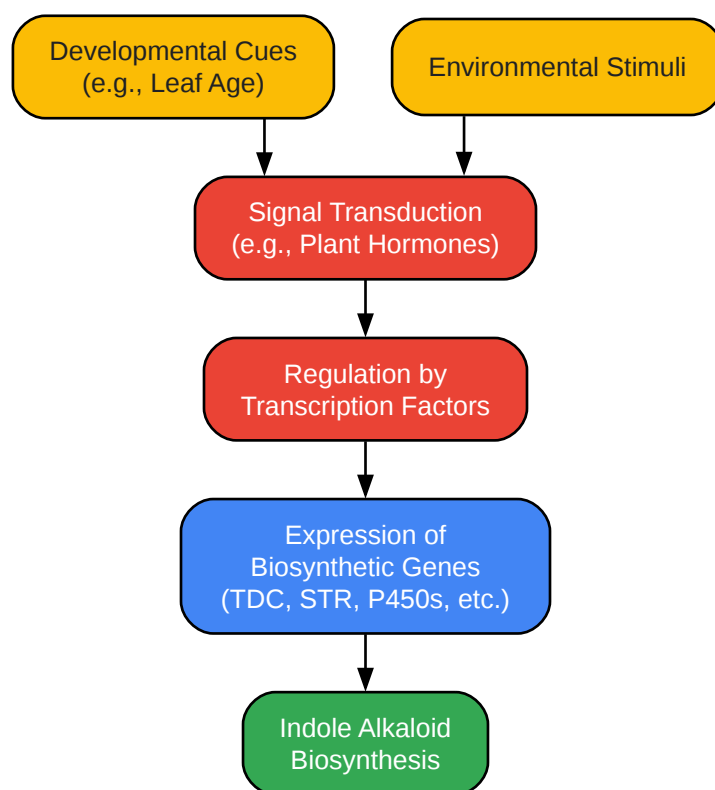 Developmental Cues
(e.g., Leaf Age)
Environmental Stimuli
Signal Transduction
(e.g., Plant Hormones)
Regulation by
Transcription Factors
Expression of
Biosynthetic Genes
(TDC, STR, P450s, etc.)
Indole Alkaloid
Biosynthesis